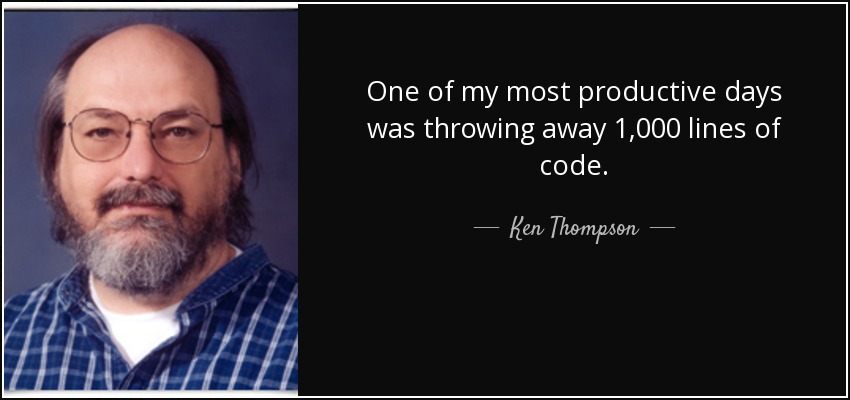 One of my most productive days
was throwing away 1,000 lines of
code.
Ken Thompson